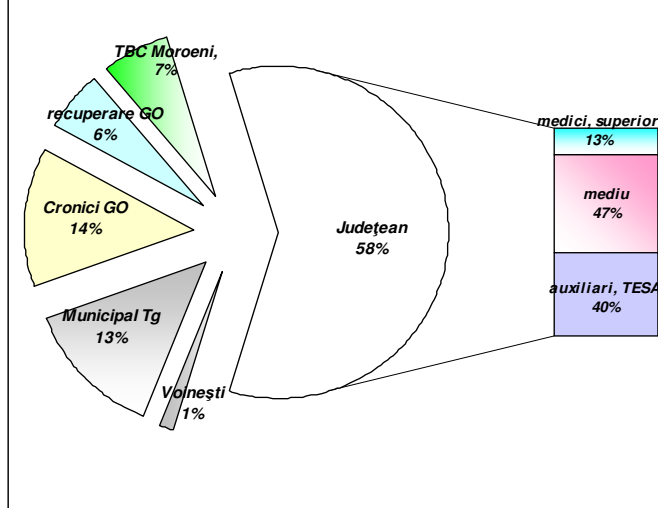 TBC Moroeni,
7%
recuperare GO
6%
Cronici GO
14%
Municipal Tg
13%
Voineşti
1%
Judeţean
58%
medici, superior
13%
mediu
47%
auxiliari, TESA
40%